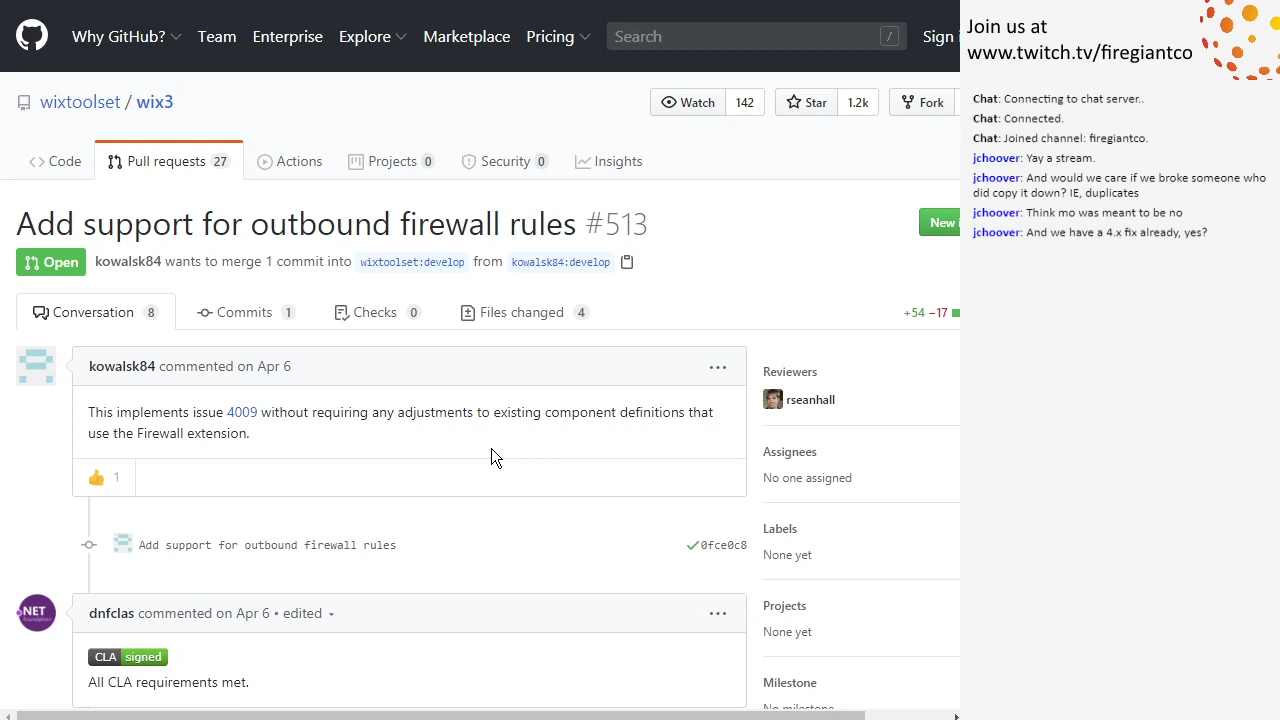 Why GitHub?
Team
Enterprise
Explore
Marketplace
Pricing
Search
/
Sign i
Join us at
www.twitch.tv/firegiantco
wixtoolset / wix3
Watch 142
Star 1.2k
Fork
Code
Pull requests 27
Actions
Projects 0
Security 0
Insights
Add support for outbound firewall rules #513
New i
Open
kowalsk84 wants to merge 1 commit into wixtoolset:develop from kowalsk84:develop
Conversation 8
Commits 1
Checks 0
Files changed 4
+54 −17
kowalsk84 commented on Apr 6
This implements issue 4009 without requiring any adjustments to existing component definitions that
use the Firewall extension.
1
Add support for outbound firewall rules
0fce0c8
.NET
foundation
dnfclas commented on Apr 6 • edited
CLA signed
All CLA requirements met.
Reviewers
rseanhall
Assignees
No one assigned
Labels
None yet
Projects
None yet
Milestone
No milestone
Chat: Connecting to chat server..
Chat: Connected.
Chat: Joined channel: firegiantco.
jchoover: Yay a stream.
jchoover: And would we care if we broke someone who
did copy it down? IE, duplicates
jchoover: Think mo was meant to be no
jchoover: And we have a 4.x fix already, yes?